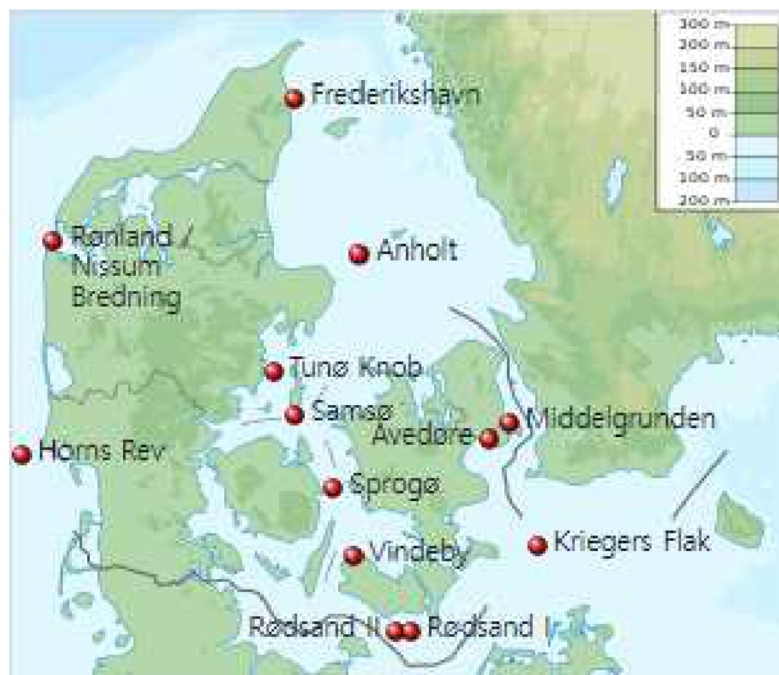 300 m
200 m
150 m
100 m
50 m
0
50 m
100 m
200 m
Frederikshavn
Rønland /
Nissum
Bredning
Anholt
Tunø Knob
Samsø
Middelgrunden
Avedøre
Horns Rev
Sprogø
Vindeby
Kriegers Flak
Rødsand II
Rødsand I